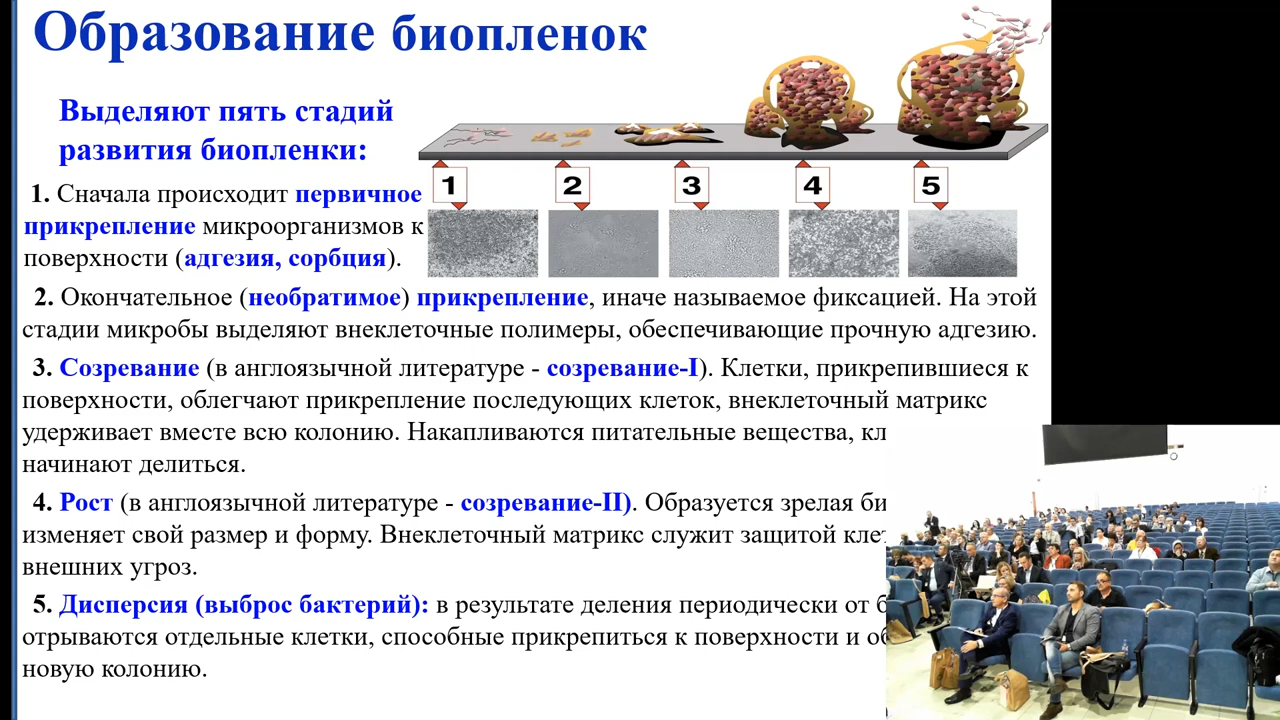 Образование биопленок
Выделяют пять стадий
развития биопленки:
1. Сначала происходит первичное
прикрепление микроорганизмов к
поверхности (адгезия, сорбция).
1 2 3 4 5
2. Окончательное (необратимое) прикрепление, иначе называемое фиксацией. На этой
стадии микробы выделяют внеклеточные полимеры, обеспечивающие прочную адгезию.
3. Созревание (в англоязычной литературе - созревание-I). Клетки, прикрепившиеся к
поверхности, облегчают прикрепление последующих клеток, внеклеточный матрикс
удерживает вместе всю колонию. Накапливаются питательные вещества,
начинают делиться.
4. Рост (в англоязычной литературе - созревание-II). Образуется зрелая
изменяет свой размер и форму. Внеклеточный матрикс служит защитой
внешних угроз.
5. Дисперсия (выброс бактерий): в результате деления периодически от
отрываются отдельные клетки, способные прикрепиться к поверхности и
новую колонию.